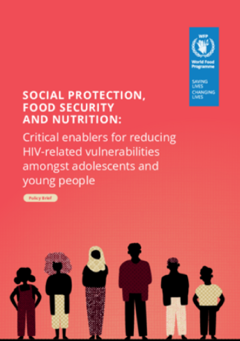 WFP
World Food
Programme
SAVING
LIVES
CHANGING
LIVES
SOCIAL PROTECTION,
FOOD SECURITY
AND NUTRITION:
Critical enablers for reducing
HIV-related vulnerabilities
amongst adolescents and
young people
Policy Brief